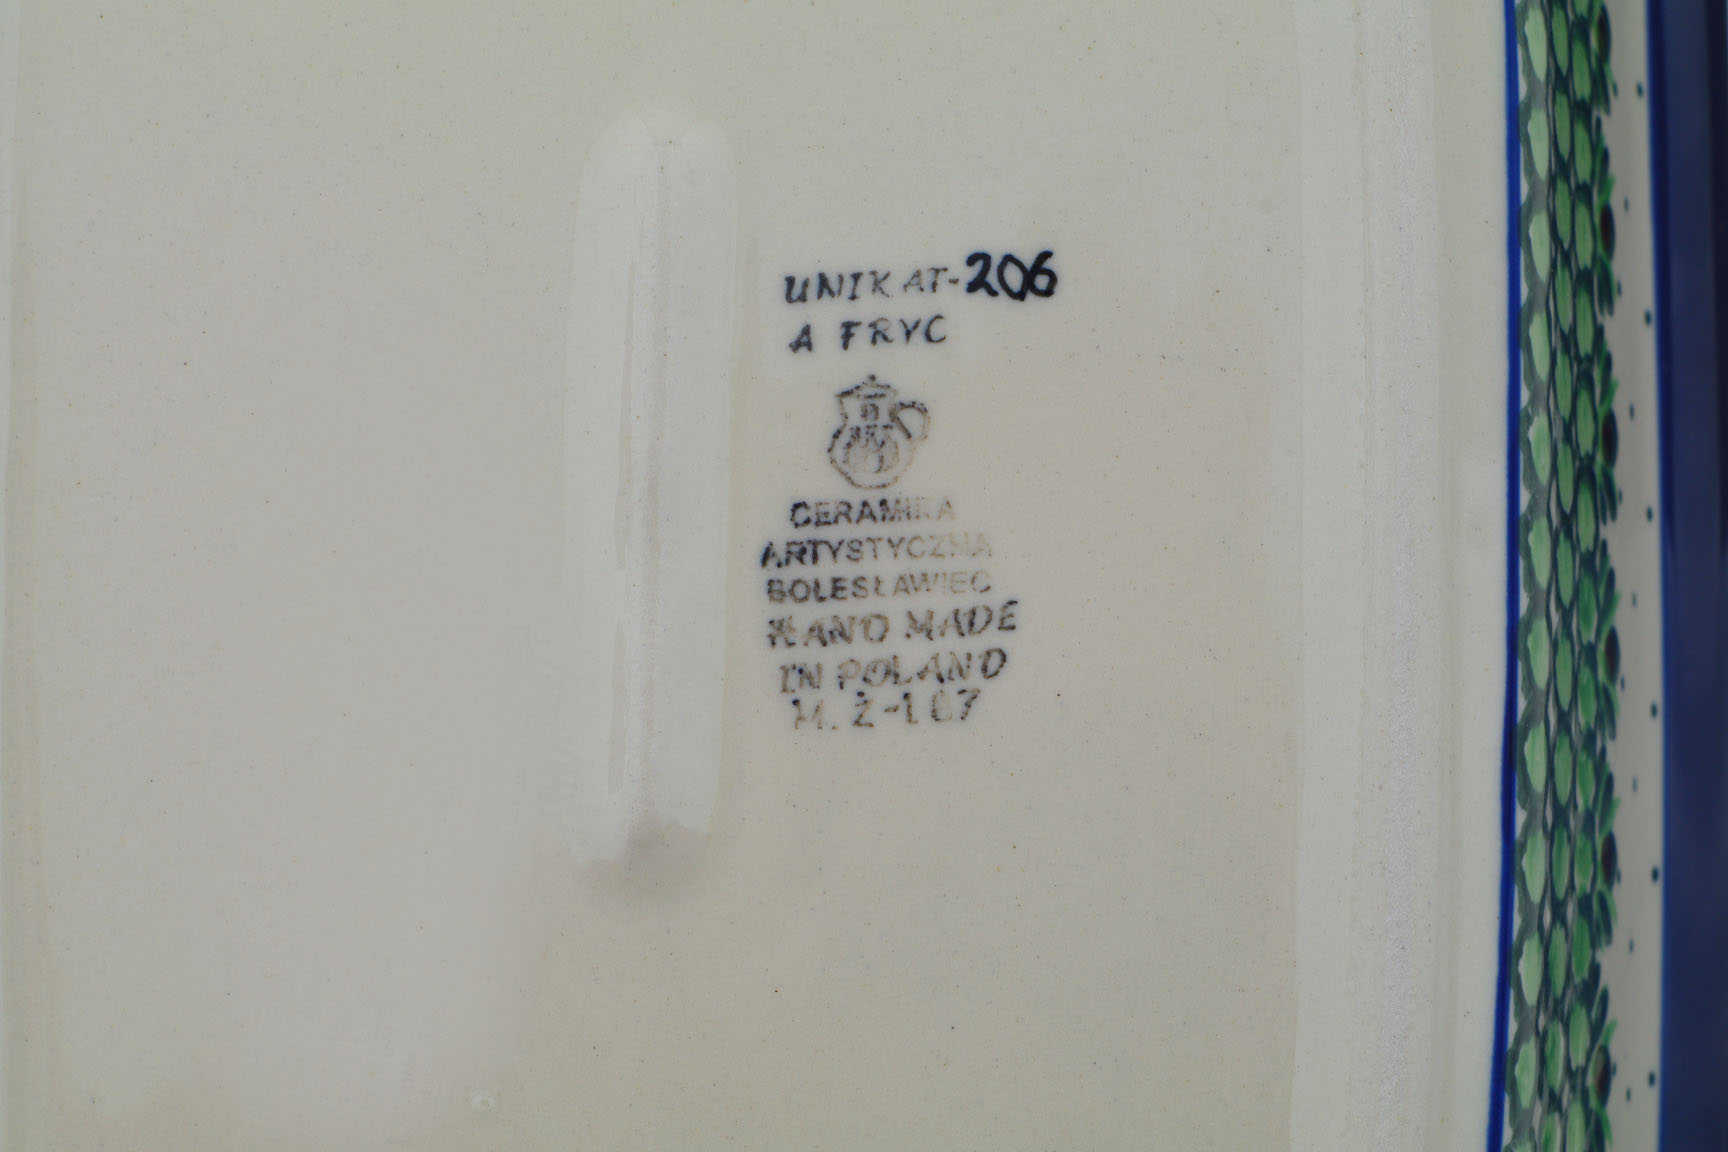 UNIKAT-206
A FRYC
CERAMIKA
ARTYSTYCZNA
BOLESŁAWIEC
HAND MADE
IN POLAND
M. Ż-167